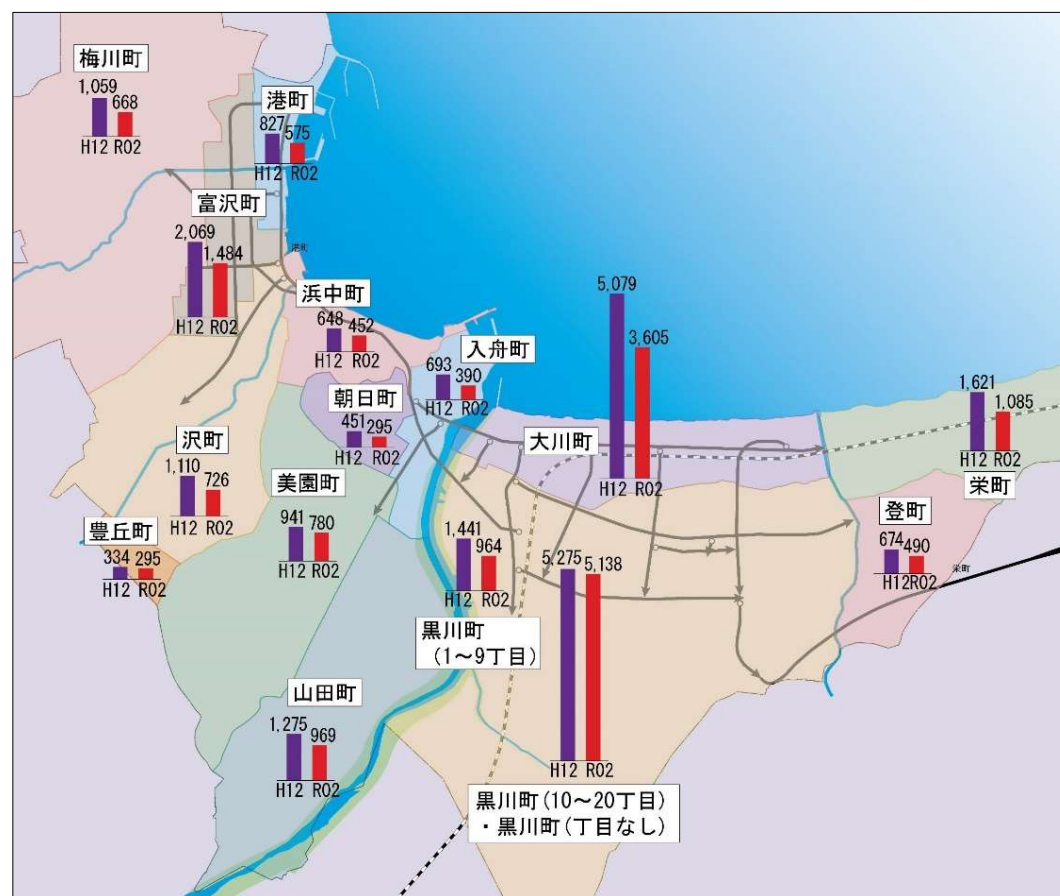 梅川町
1,059
668
H12 R02
港町
827
575
H12 R02
富沢町
2,069
1,484
H12 R02
港町
浜中町
648
452
H12 R02
入舟町
693
390
H12 R02
朝日町
451
295
H12 R02
大川町
5,079
3,605
H12 R02
1,621
1,085
H12 R02
栄町
沢町
1,110
726
H12 R02
美園町
941
780
H12 R02
豊丘町
334
295
H12 R02
登町
674
490
H12R02
栄町
1,441
964
H12 R02
黒川町
(1~9丁目)
5,275
5,138
H12 R02
黒川町(10~20丁目)
・黒川町(丁目なし)
山田町
1,275
969
H12 R02